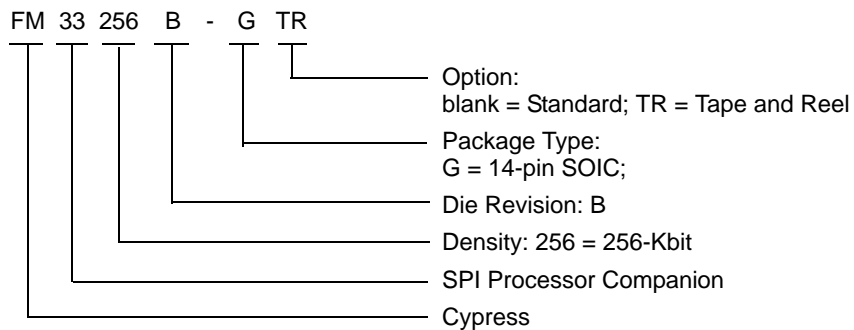 FM 33 256 B - G TR
Option:
blank = Standard; TR = Tape and Reel
Package Type:
G = 14-pin SOIC;
Die Revision: B
Density: 256 = 256-Kbit
SPI Processor Companion
Cypress